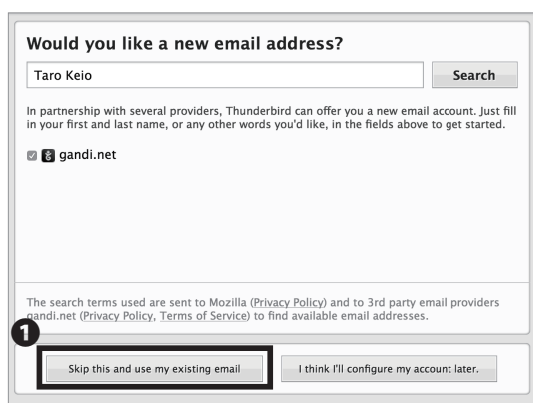 Would you like a new email address?
Taro Keio
Search
In partnership with several providers, Thunderbird can offer you a new email account. Just fill
in your first and last name, or any other words you'd like, in the fields above to get started.
gandi.net
The search terms used are sent to Mozilla (Privacy Policy) and to 3rd party email providers
gandi.net (Privacy Policy, Terms of Service) to find available email addresses.
1
Skip this and use my existing email
I think I'll configure my account later.